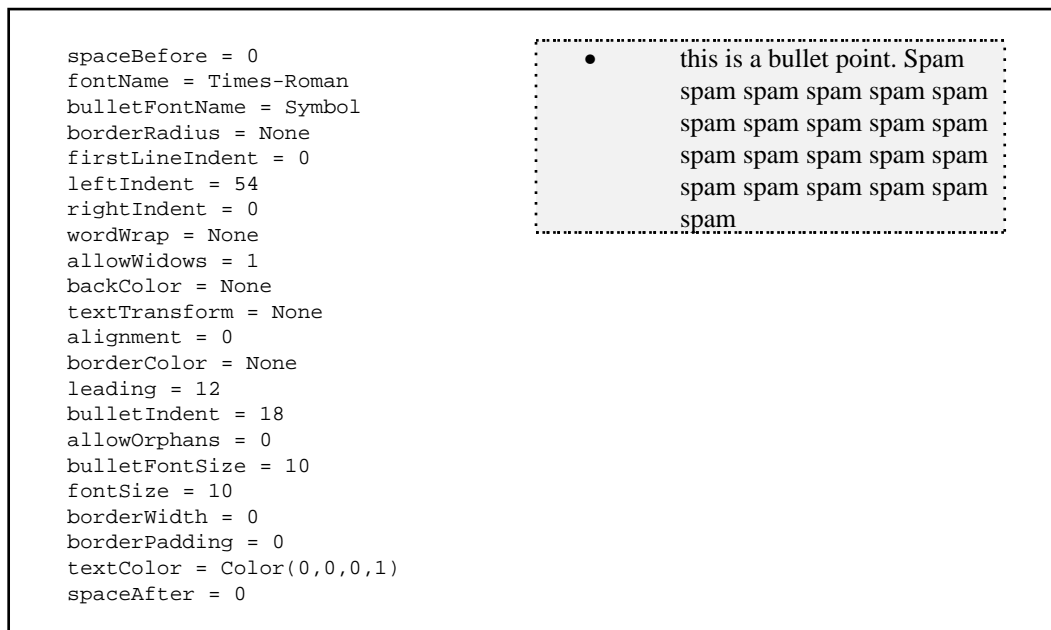 spaceBefore = 0
fontName = Times-Roman
bulletFontName = Symbol
borderRadius = None
firstLineIndent = 0
leftIndent = 54
rightIndent = 0
wordWrap = None
allowWidows = 1
backColor = None
textTransform = None
alignment = 0
borderColor = None
leading = 12
bulletIndent = 18
allowOrphans = 0
bulletFontSize = 10
fontSize = 10
borderWidth = 0
borderPadding = 0
textColor = Color(0,0,0,1)
spaceAfter = 0
• this is a bullet point. Spam
spam spam spam spam spam
spam spam spam spam spam
spam spam spam spam spam
spam spam spam spam spam
spam